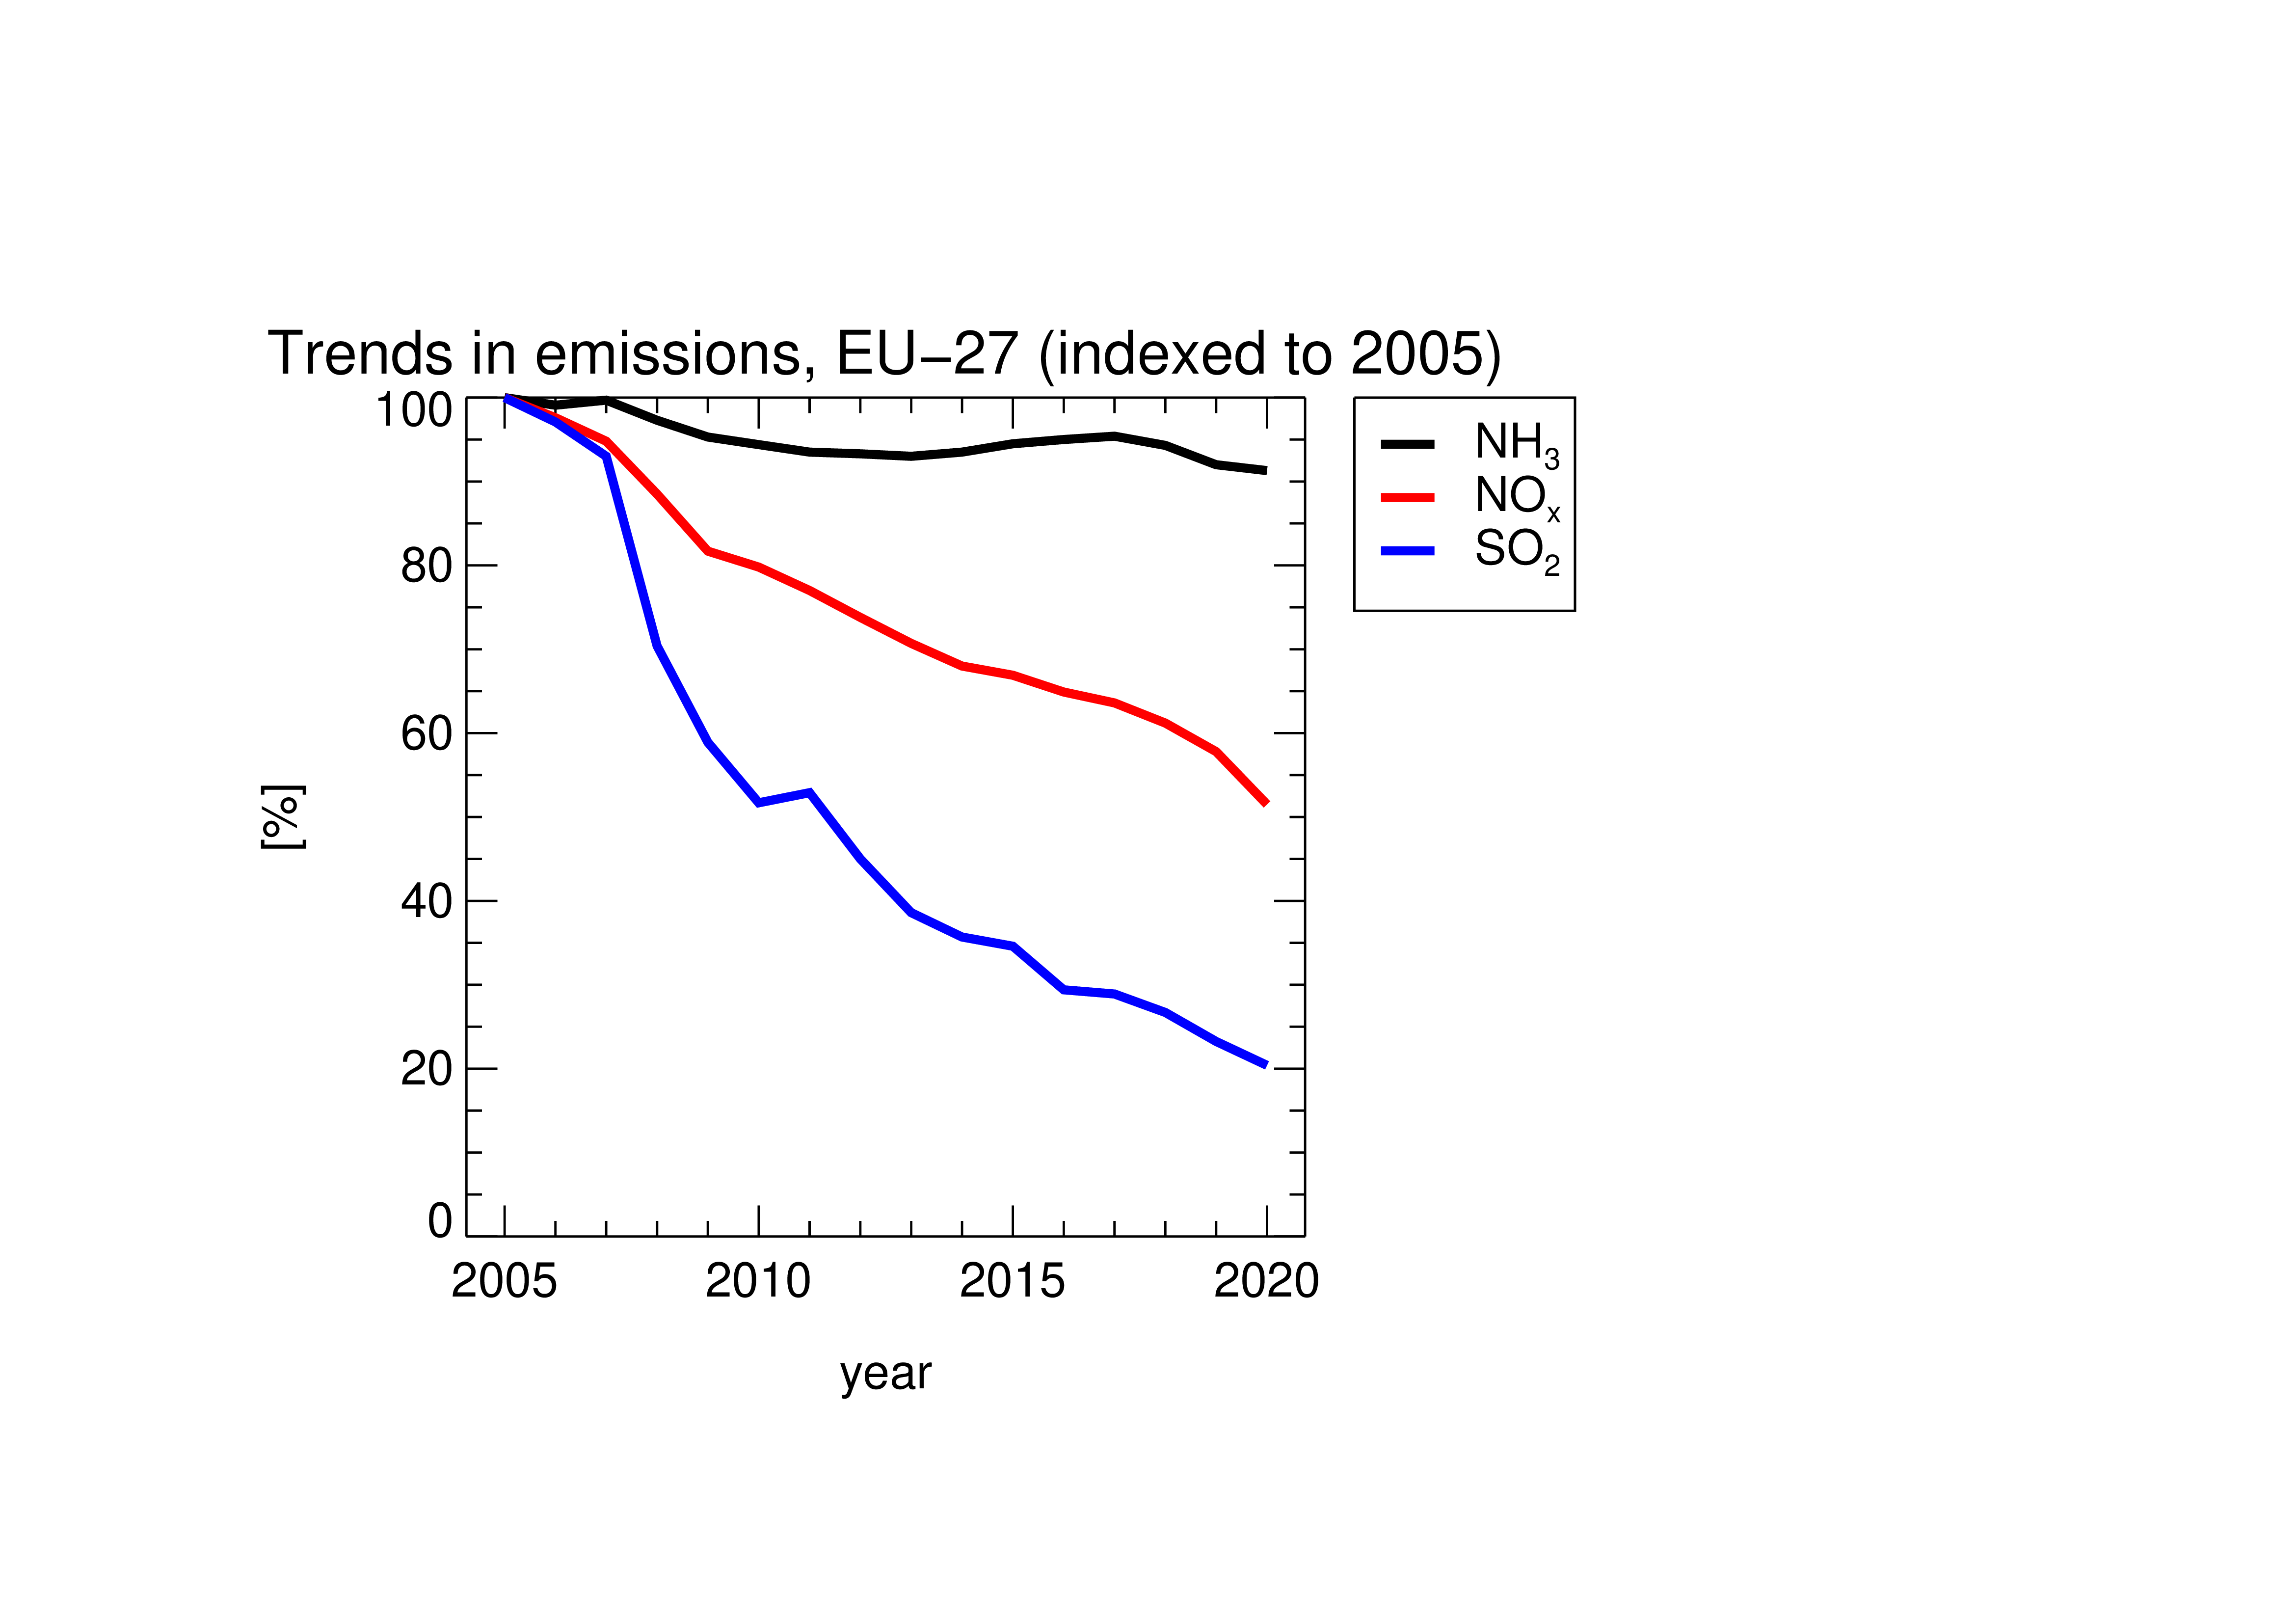 Trends in emissions, EU−27 (indexed to 2005)
100
80
60
40
20
0
[%]
2005 2010 2015 2020
year
NH3
NOx
SO2